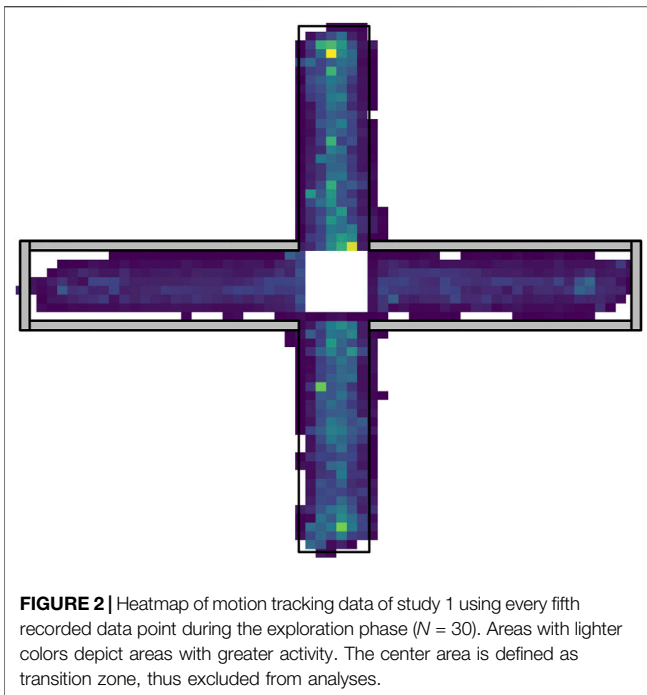 FIGURE 2 | Heatmap of motion tracking data of study 1 using every fifth
recorded data point during the exploration phase (N = 30). Areas with lighter
colors depict areas with greater activity. The center area is defined as
transition zone, thus excluded from analyses.